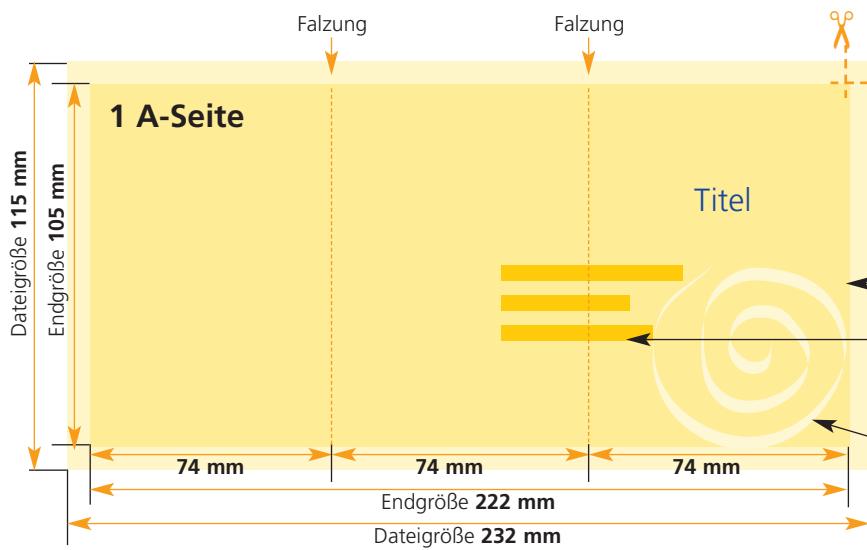 Falzung
Falzung
1 A-Seite
Titel
Dateigröße 115 mm
Endgröße 105 mm
74 mm
74 mm
74 mm
Endgröße 222 mm
Dateigröße 232 mm